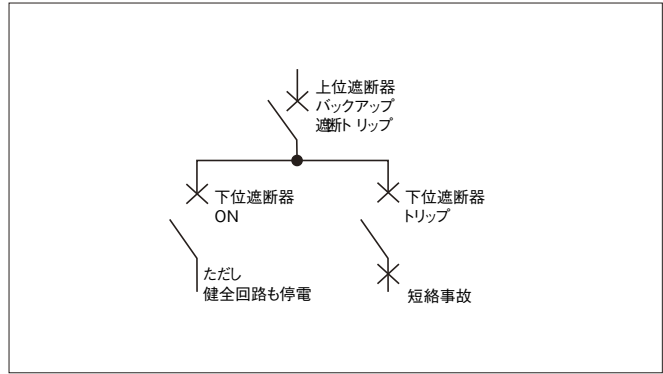 上位遮断器
バックアップ
遮断トリップ
下位遮断器
ON
下位遮断器
トリップ
ただし
健全回路も停電
短絡事故